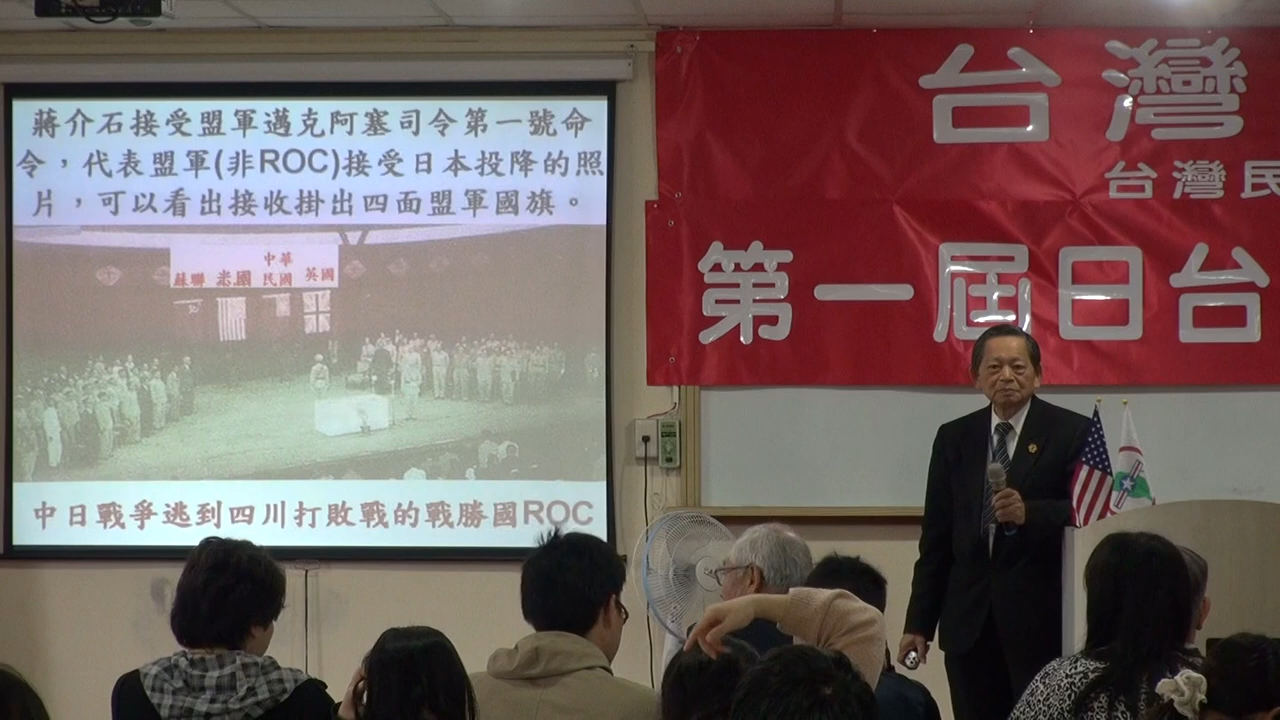 蔣介石接受盟軍邁克阿塞司令第一號命
令，代表盟軍(非ROC)接受日本投降的照
片，可以看出接收掛出四面盟軍國旗。
中華
蘇聯 米國 民國 英國
中日戰爭逃到四川打敗戰的戰勝國ROC
台灣
台灣民
第一屆日台